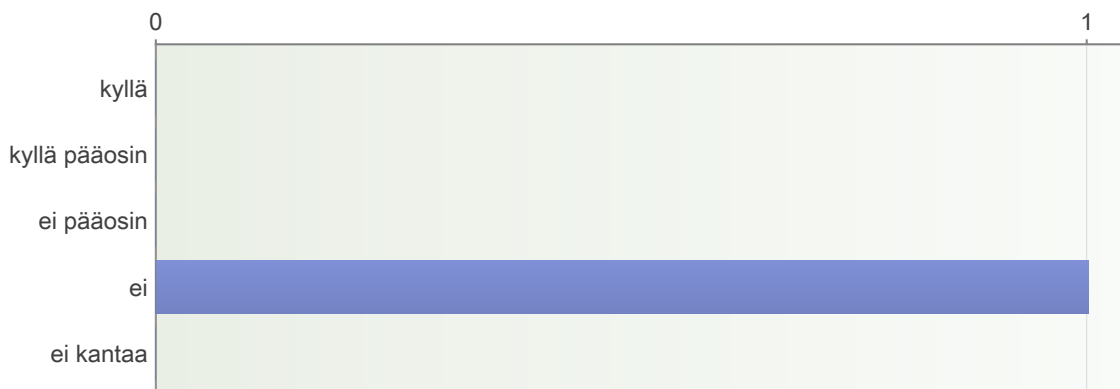 0 1
kyllä
kyllä pääosin
ei pääosin
ei
ei kantaa